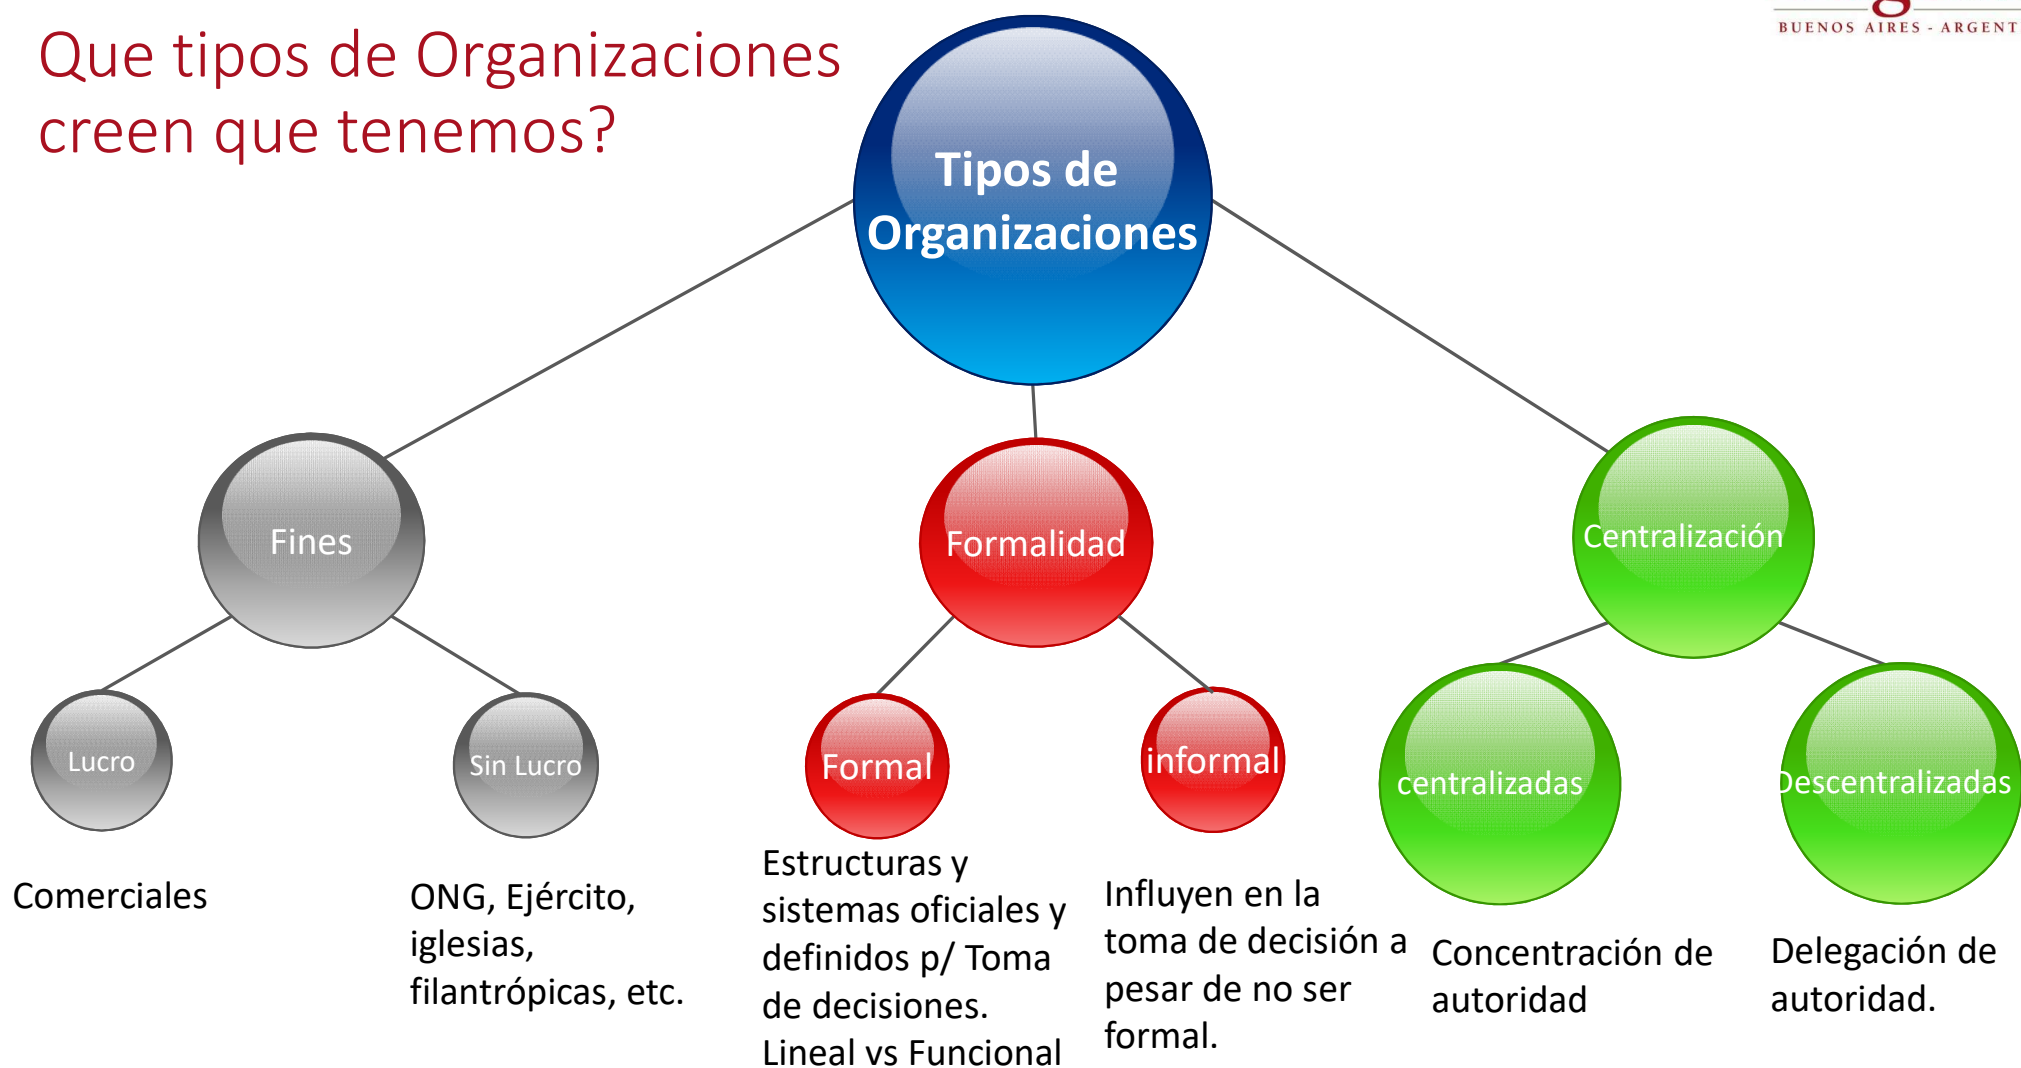 BUENOS AIRES - ARGENT
Que tipos de Organizaciones
creen que tenemos?
Tipos de
Organizaciones
Fines
Formalidad
Centralización
Lucro
Sin Lucro
Formal
informal
centralizadas
Descentralizadas
Comerciales
ONG, Ejército,
iglesias,
filantrópicas, etc.
Estructuras y
sistemas oficiales y
definidos p/ Toma
de decisiones.
Lineal vs Funcional
Influyen en la
toma de decisión a
pesar de no ser
formal.
Concentración de
autoridad
Delegación de
autoridad.